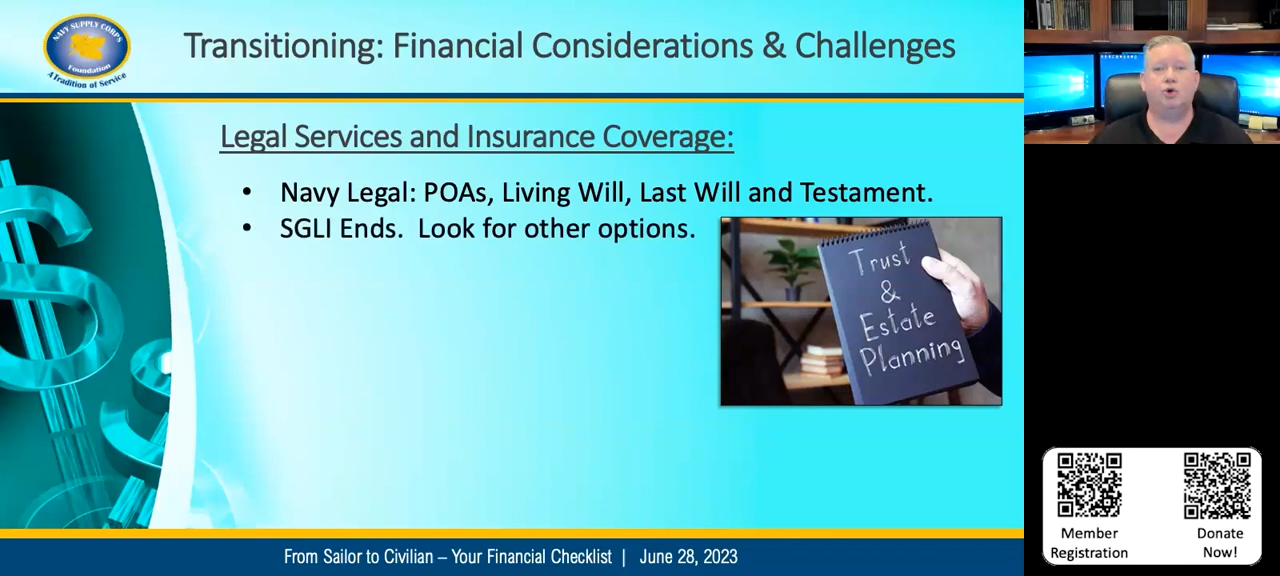 NAVY SUPPLY CORPS
Foundation
A Tradition of Service
Transitioning: Financial Considerations & Challenges
Legal Services and Insurance Coverage:
• Navy Legal: POAs, Living Will, Last Will and Testament.
• SGLI Ends.  Look for other options.
Trust
&
Estate
Planning
Member
Registration
Donate
Now!
From Sailor to Civilian – Your Financial Checklist | June 28, 2023